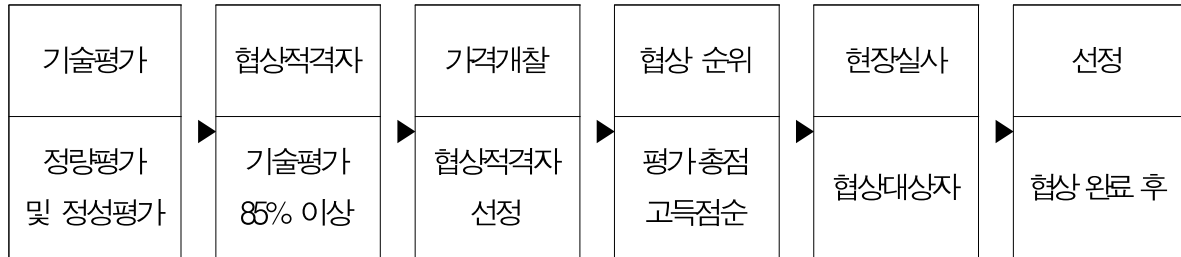 기술평가
정량평가
및 정성평가
협상적격자
기술평가
85% 이상
가격개찰
협상적격자
선정
협상 순위
평가 총점
고득점순
현장실사
협상대상자
선정
협상 완료 후